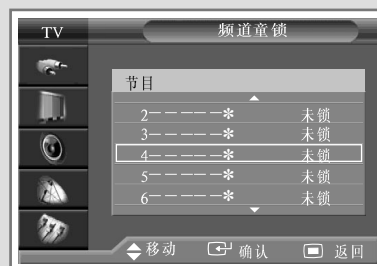 TV 频道童锁
节目
2-----* 未锁
3-----* 未锁
4-----* 未锁
5-----* 未锁
6-----* 未锁
移动 确认 返回